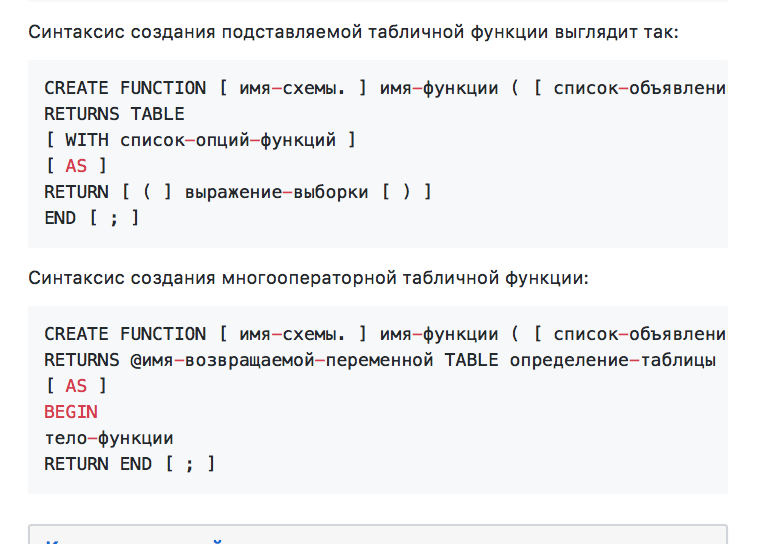 Синтаксис создания подставляемой табличной функции выглядит так:
CREATE FUNCTION [ имя-схемы. ] имя-функции ( [ список-объявлени
RETURNS TABLE
[ WITH список-опций-функций ]
[ AS ]
RETURN [ ( ] выражение-выборки [ ) ]
END [ ; ]
Синтаксис создания многооператорной табличной функции:
CREATE FUNCTION [ имя-схемы. ] имя-функции ( [ список-объявлени
RETURNS @имя-возвращаемой-переменной TABLE определение-таблицы
[ AS ]
BEGIN
тело-функции
RETURN END [ ; ]